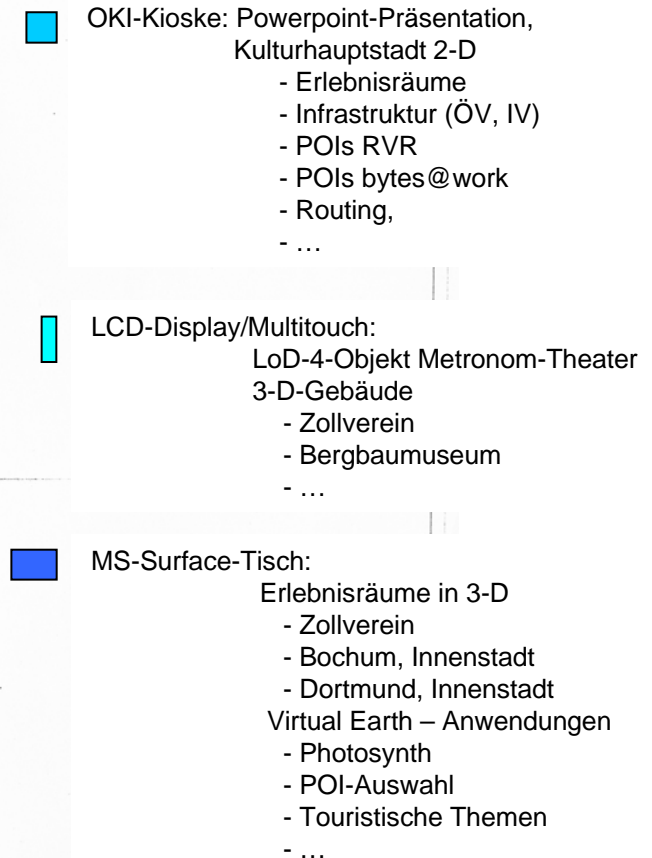 OKI-Kioske: Powerpoint-Präsentation,
Kulturhauptstadt 2-D
- Erlebnisräume
- Infrastruktur (ÖV, IV)
- POIs RVR
- POIs bytes@work
- Routing,
- …
LCD-Display/Multitouch:
LoD-4-Objekt Metronom-Theater
3-D-Gebäude
- Zollverein
- Bergbaumuseum
- …
MS-Surface-Tisch:
Erlebnisräume in 3-D
- Zollverein
- Bochum, Innenstadt
- Dortmund, Innenstadt
Virtual Earth – Anwendungen
- Photosynth
- POI-Auswahl
- Touristische Themen
- …